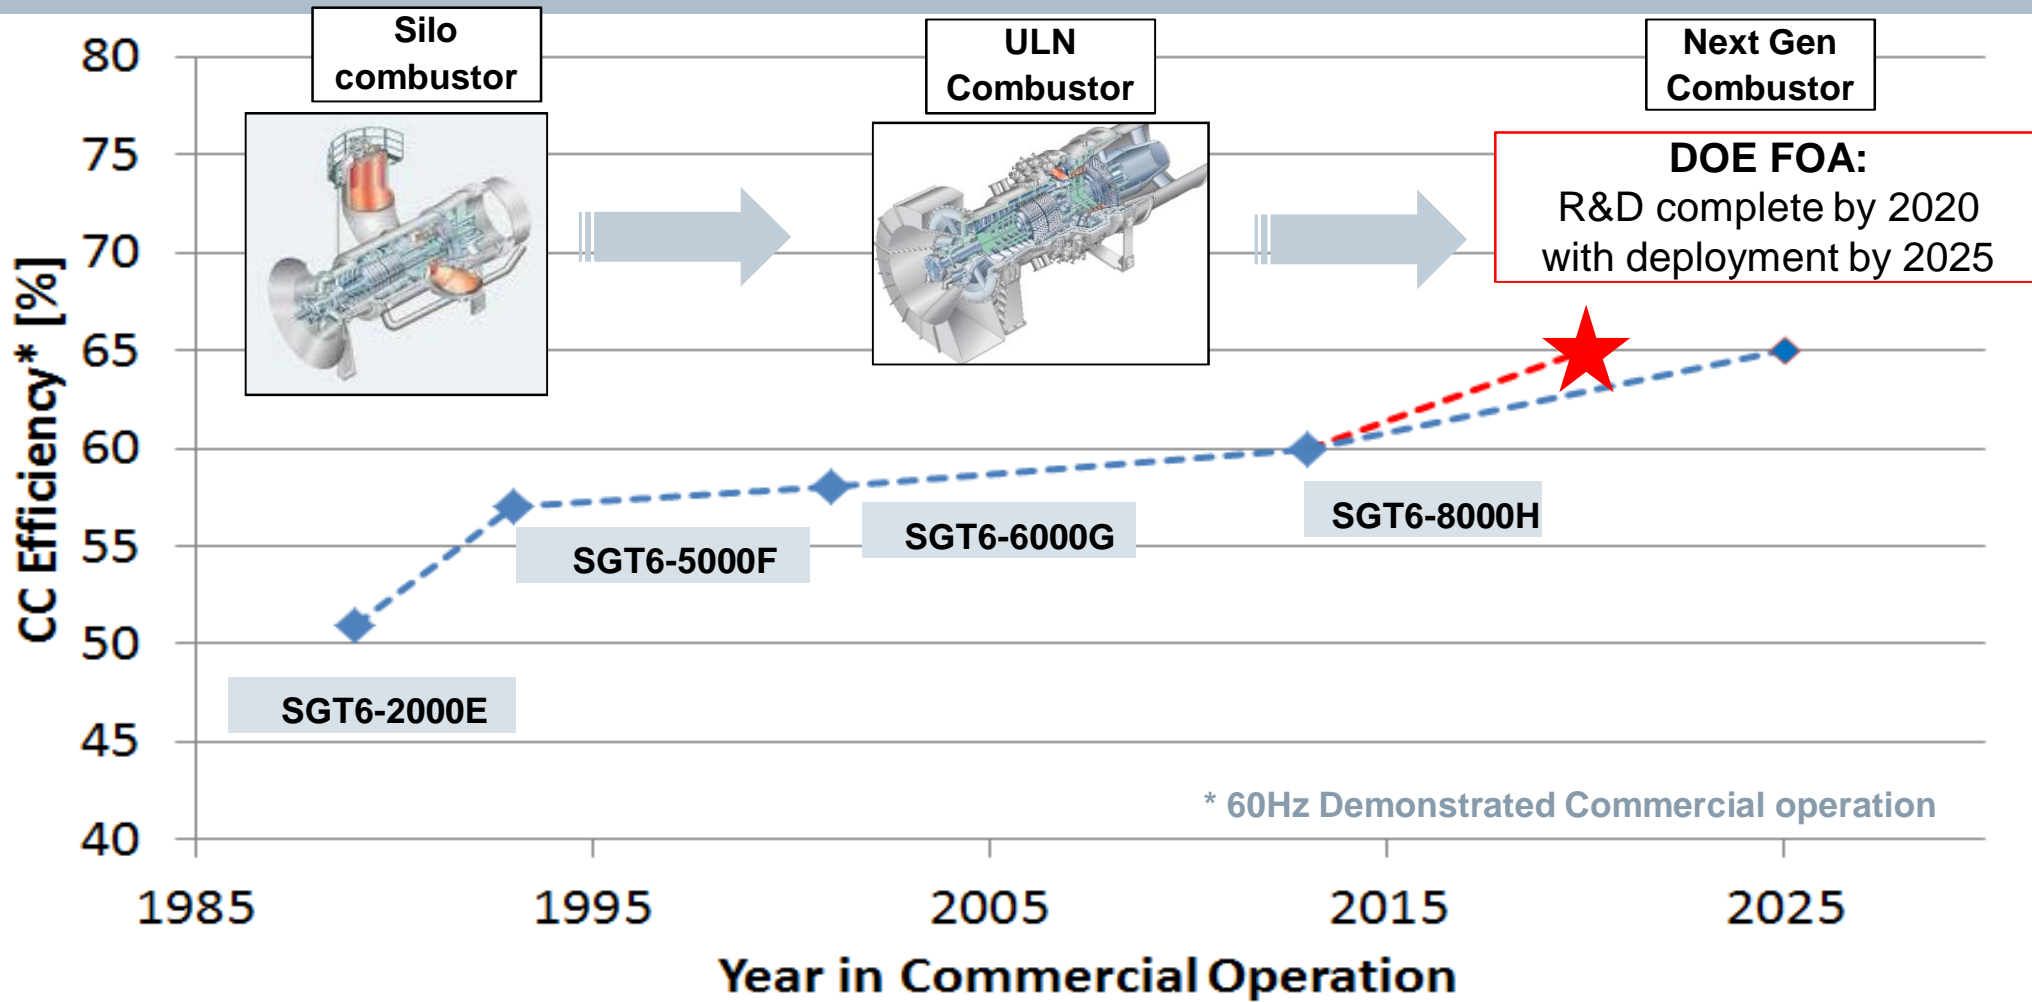 Silo
combustor
ULN
Combustor
Next Gen
Combustor
DOE FOA:
R&D complete by 2020
with deployment by 2025
CC Efficiency* [%]
80
75
70
65
60
55
50
45
40
SGT6-2000E
SGT6-5000F
SGT6-6000G
SGT6-8000H
* 60Hz Demonstrated Commercial operation
1985
1995
2005
2015
2025
Year in Commercial Operation